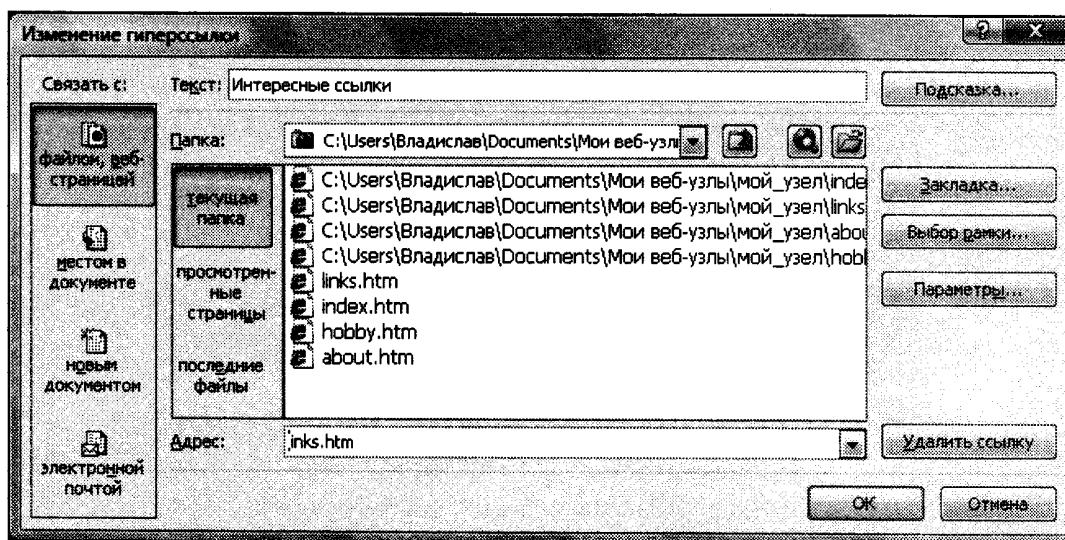 Изменение гиперссылки
Связать с:
Текст: Интересные ссылки
Подсказка...
файлом, веб-
страницей
Папка: C:\Users\Владислав\Documents\Мои веб-узлы
текущая
папка
C:\Users\Владислав\Documents\Мои веб-узлы\мой_узел\inde
C:\Users\Владислав\Documents\Мои веб-узлы\мой_узел\links
C:\Users\Владислав\Documents\Мои веб-узлы\мой_узел\abou
C:\Users\Владислав\Documents\Мои веб-узлы\мой_узел\hobl
links.htm
index.htm
hobby.htm
about.htm
Закладка...
Выбор рамки...
Параметры...
местом в
документе
просмотрен-
ные
страницы
новым
документом
последние
файлы
Адрес: inks.htm
Удалить ссылку
электронной
почтой
ОК
Отмена